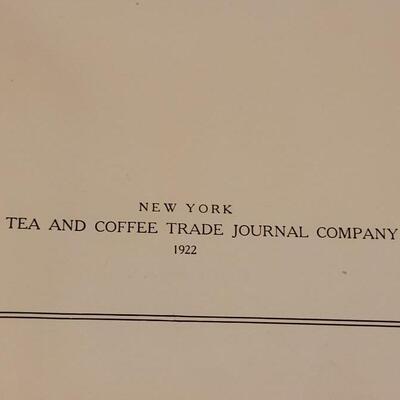 NEW YORK
TEA AND COFFEE TRADE JOURNAL COMPANY
1922